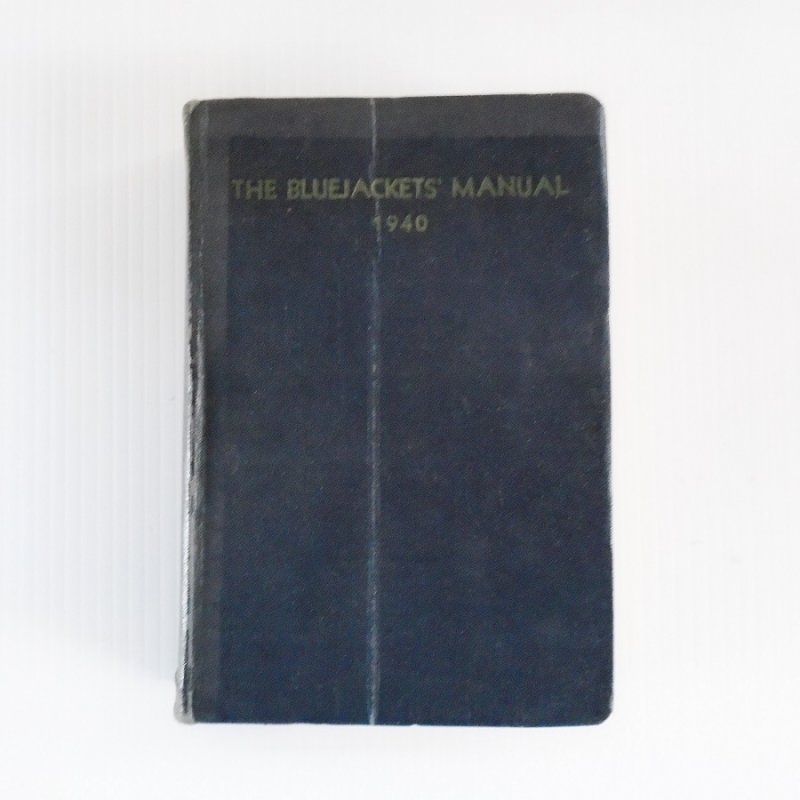 THE BLUEJACKETS' MANUAL
1940